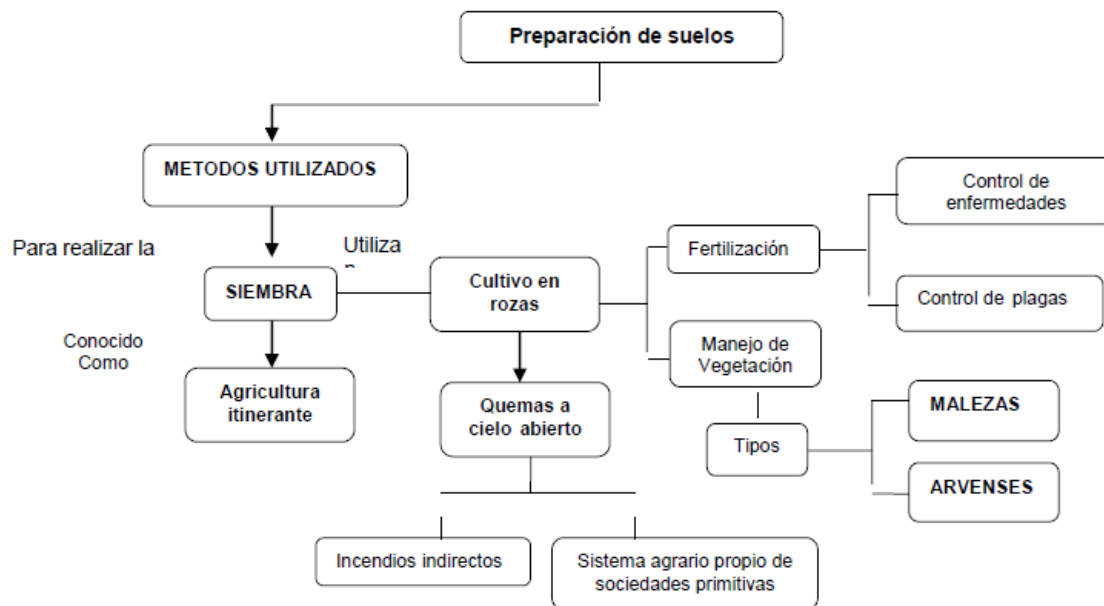 Preparación de suelos
METODOS UTILIZADOS
Para realizar la
Utiliza
SIEMBRA
Conocido
Como
Agricultura
itinerante
Cultivo en
rozas
Quemas a
cielo abierto
Incendios indirectos
Sistema agrario propio de
sociedades primitivas
Fertilización
Control de
enfermedades
Control de plagas
Manejo de
Vegetación
Tipos
MALEZAS
ARVENSES